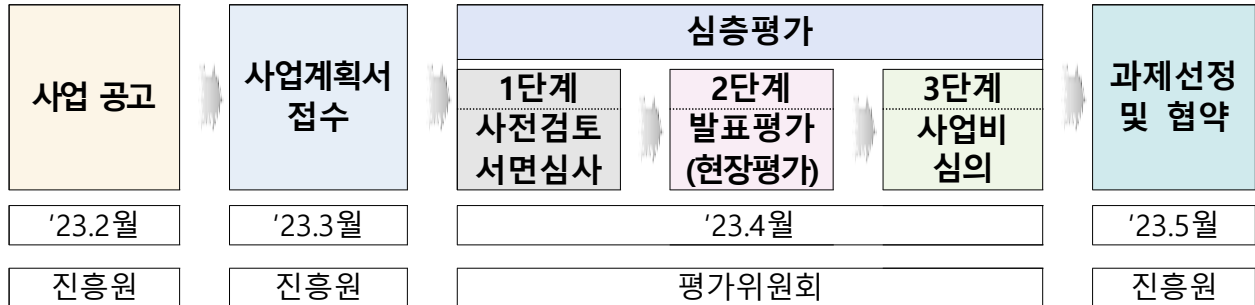 사업 공고
사업계획서
접수
심층평가
1단계
사전검토
서면심사
2단계
발표평가
(현장평가)
3단계
사업비
심의
과제선정
및 협약
'23.2월
'23.3월
'23.4월
'23.5월
진흥원
진흥원
평가위원회
진흥원